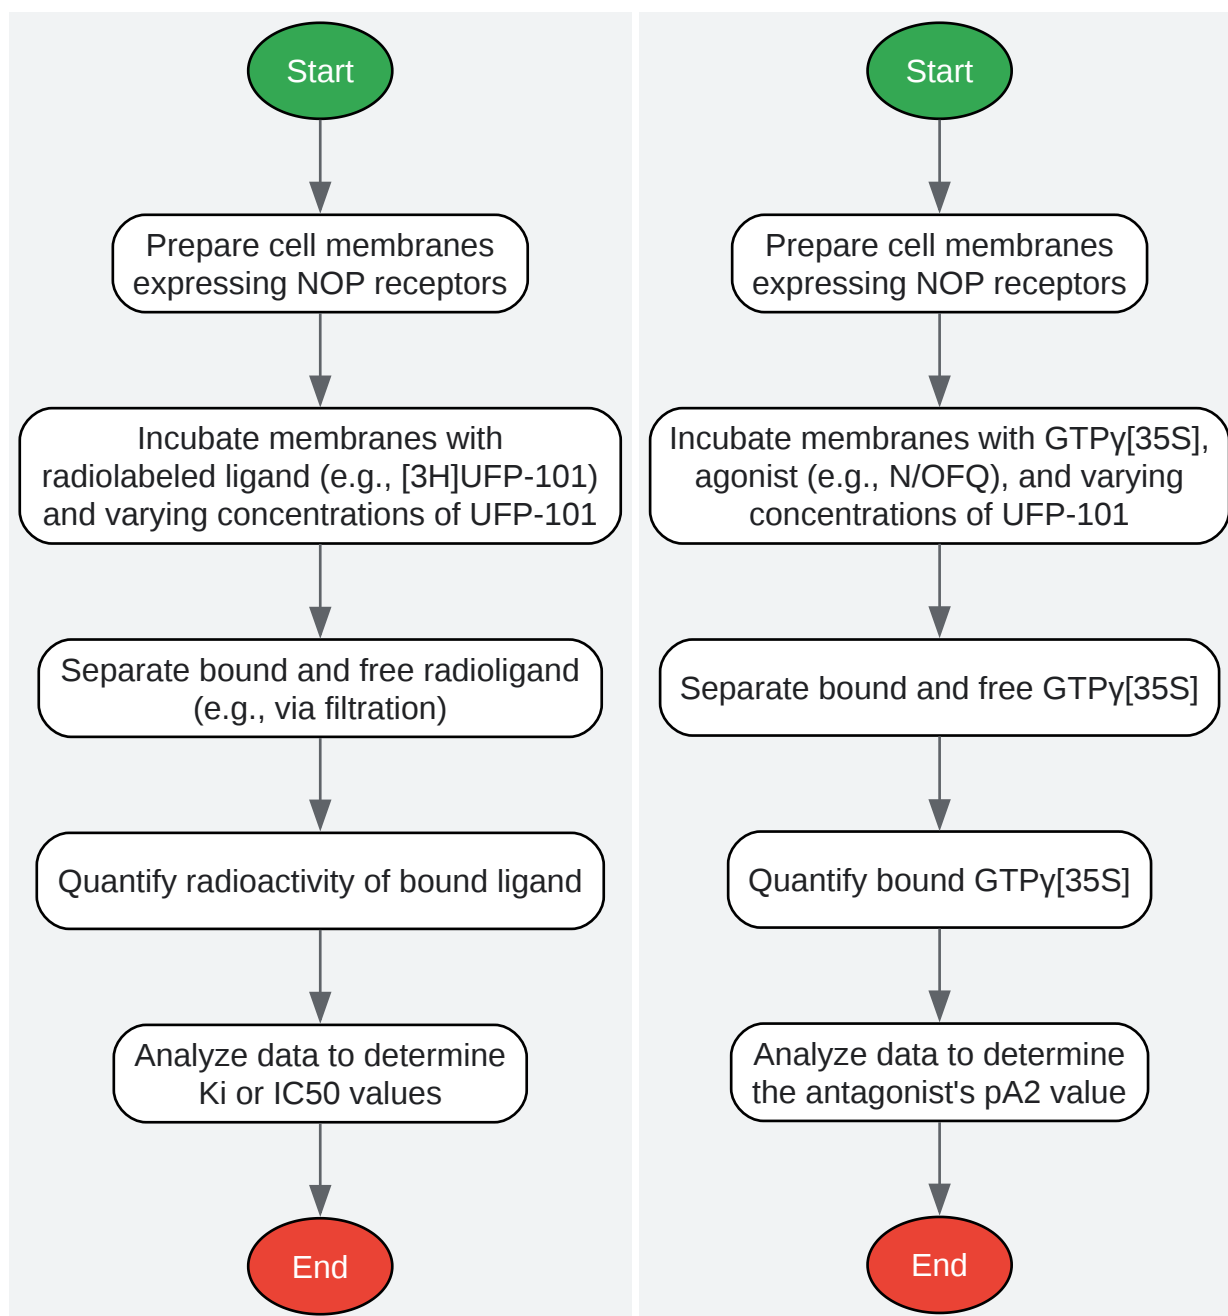 Start
Prepare cell membranes
expressing NOP receptors
Incubate membranes with
radiolabeled ligand (e.g., [3H]UFP-101)
and varying concentrations of UFP-101
Separate bound and free radioligand
(e.g., via filtration)
Quantify radioactivity of bound ligand
Analyze data to determine
Ki or IC50 values
End
Start
Prepare cell membranes
expressing NOP receptors
Incubate membranes with GTPγ[35S],
agonist (e.g., N/OFQ), and varying
concentrations of UFP-101
Separate bound and free GTPγ[35S]
Quantify bound GTPγ[35S]
Analyze data to determine
the antagonist's pA2 value
End